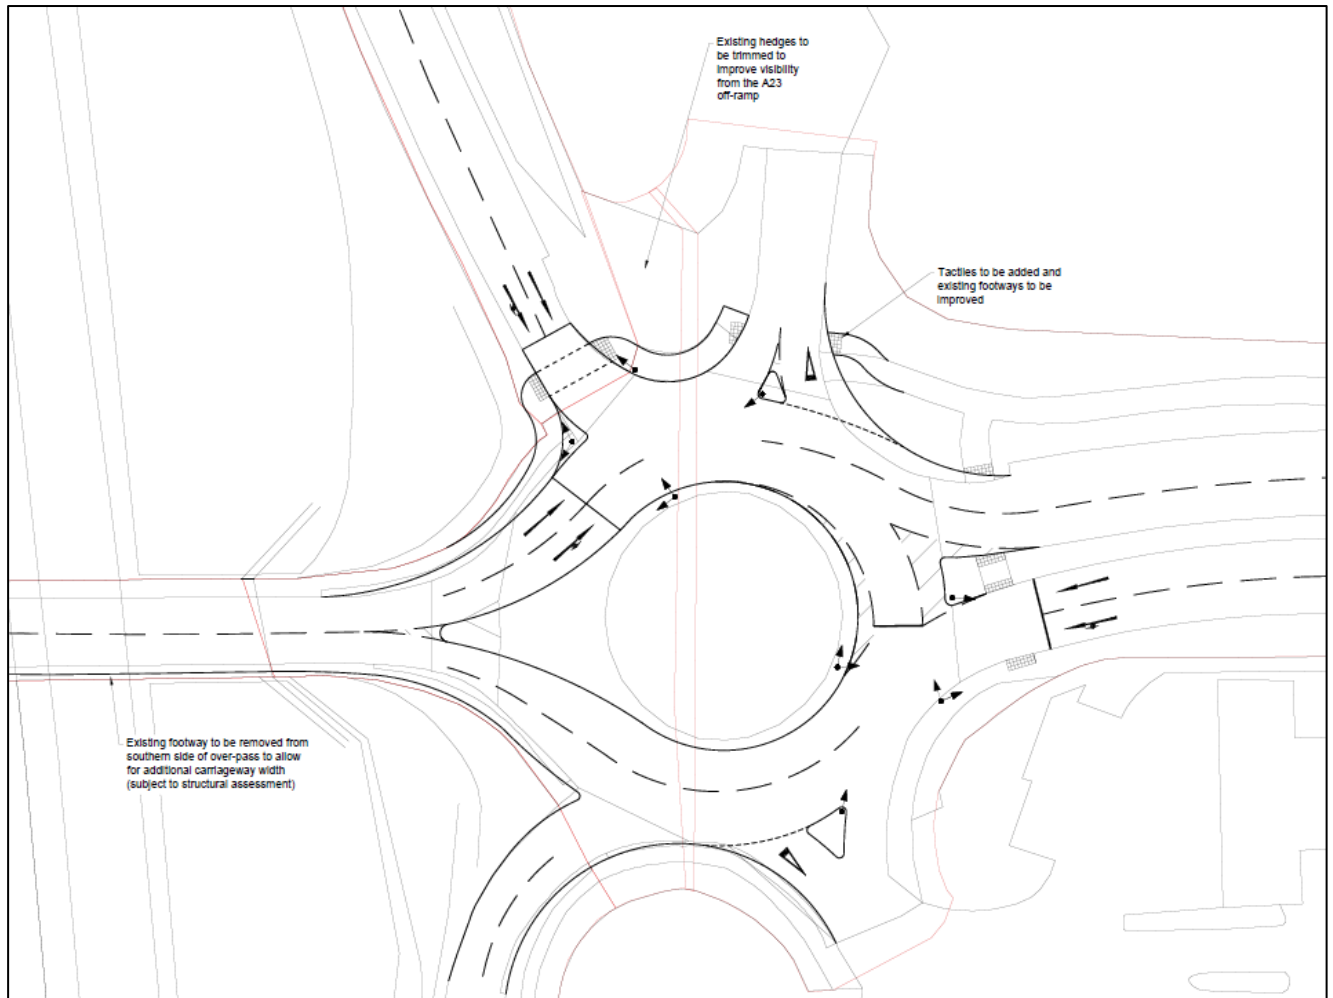 Existing hedges to
be trimmed to
improve visibility
from the A23
off-ramp
Tactiles to be added and
existing footways to be
improved
Existing footway to be removed from
southern side of over-pass to allow
for additional carriageway width
(subject to structural assessment)